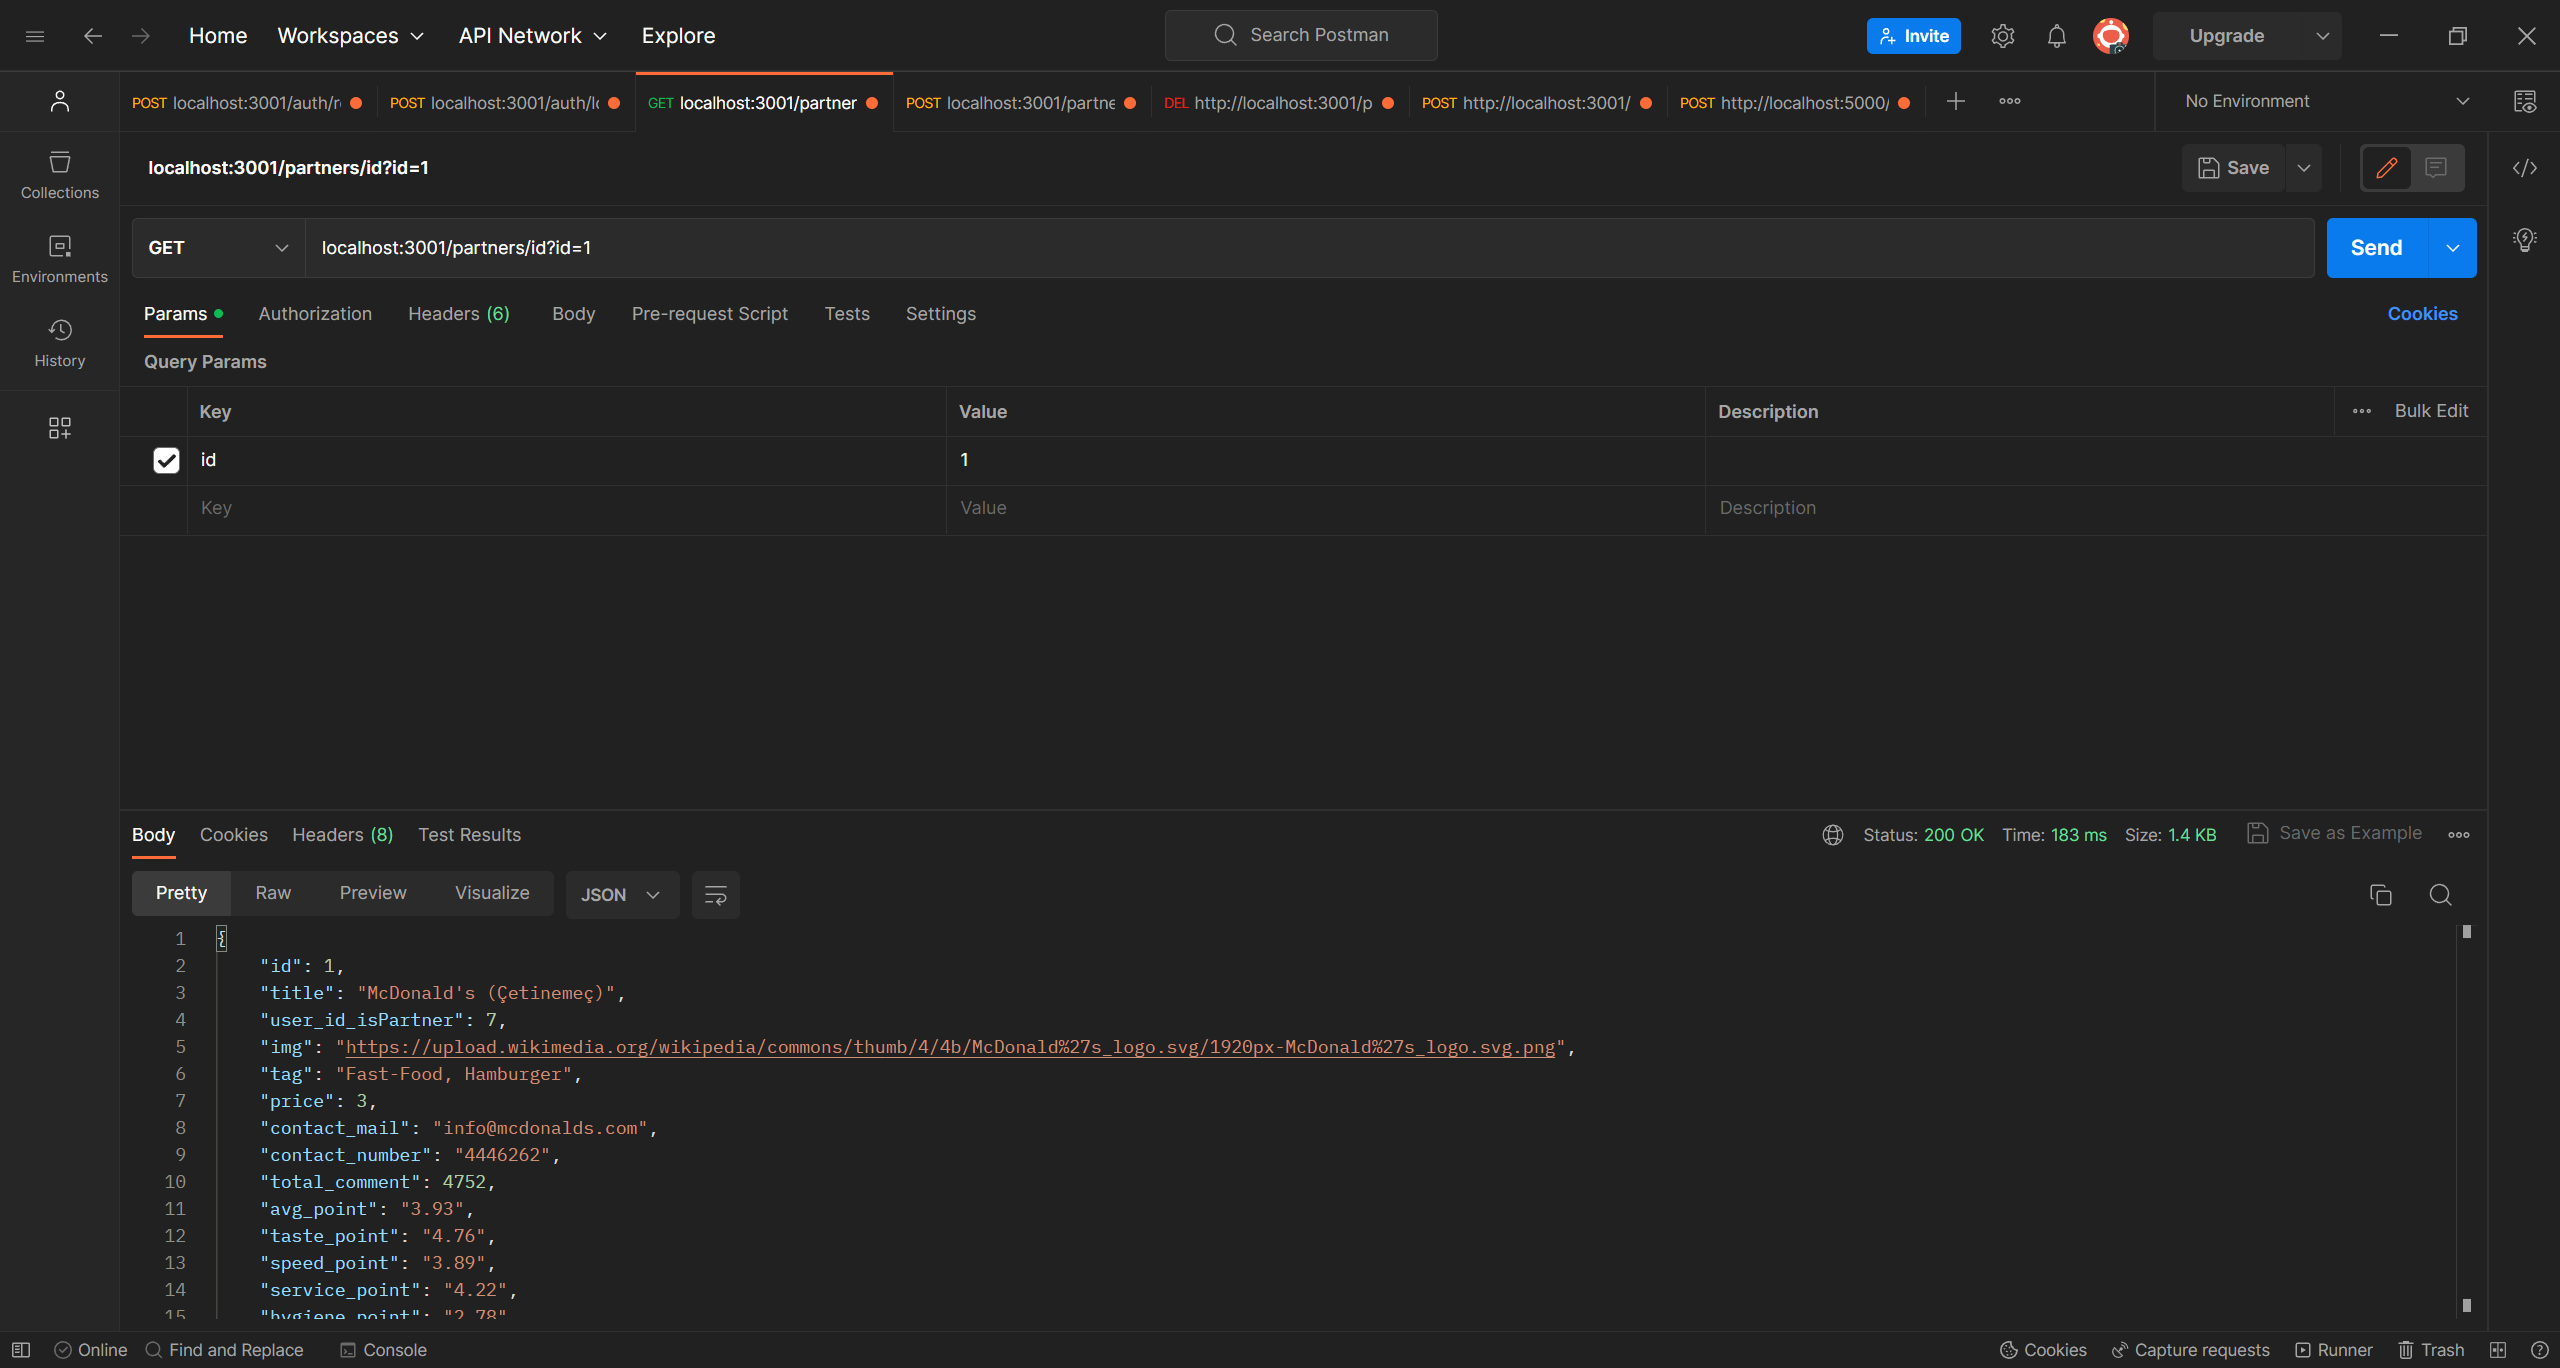 Home Workspaces API Network Explore Search Postman Invite Upgrade
POST localhost:3001/auth/r POST localhost:3001/auth/l GET localhost:3001/partner POST localhost:3001/partne DEL http://localhost:3001/p POST http://localhost:3001/ POST http://localhost:5000/ No Environment
localhost:3001/partners/id?id=1 Save
Collections
GET localhost:3001/partners/id?id=1 Send
Environments
Params Authorization Headers (6) Body Pre-request Script Tests Settings Cookies
History
Query Params
Key Value Description Bulk Edit
id 1
Key Value Description
Body Cookies Headers (8) Test Results Status: 200 OK Time: 183 ms Size: 1.4 KB Save as Example
Pretty Raw Preview Visualize JSON
1 {
2 "id": 1,
3 "title": "McDonald's (Çetinemeç)",
4 "user_id_isPartner": 7,
5 "img": "https://upload.wikimedia.org/wikipedia/commons/thumb/4/4b/McDonald%27s_logo.svg/1920px-McDonald%27s_logo.svg.png",
6 "tag": "Fast-Food, Hamburger",
7 "price": 3,
8 "contact_mail": "info@mcdonalds.com",
9 "contact_number": "4446262",
10 "total_comment": 4752,
11 "avg_point": "3.93",
12 "taste_point": "4.76",
13 "speed_point": "3.89",
14 "service_point": "4.22",
15 "hygiene_point": "2.78"
Online Find and Replace Console Cookies Capture requests Runner Trash